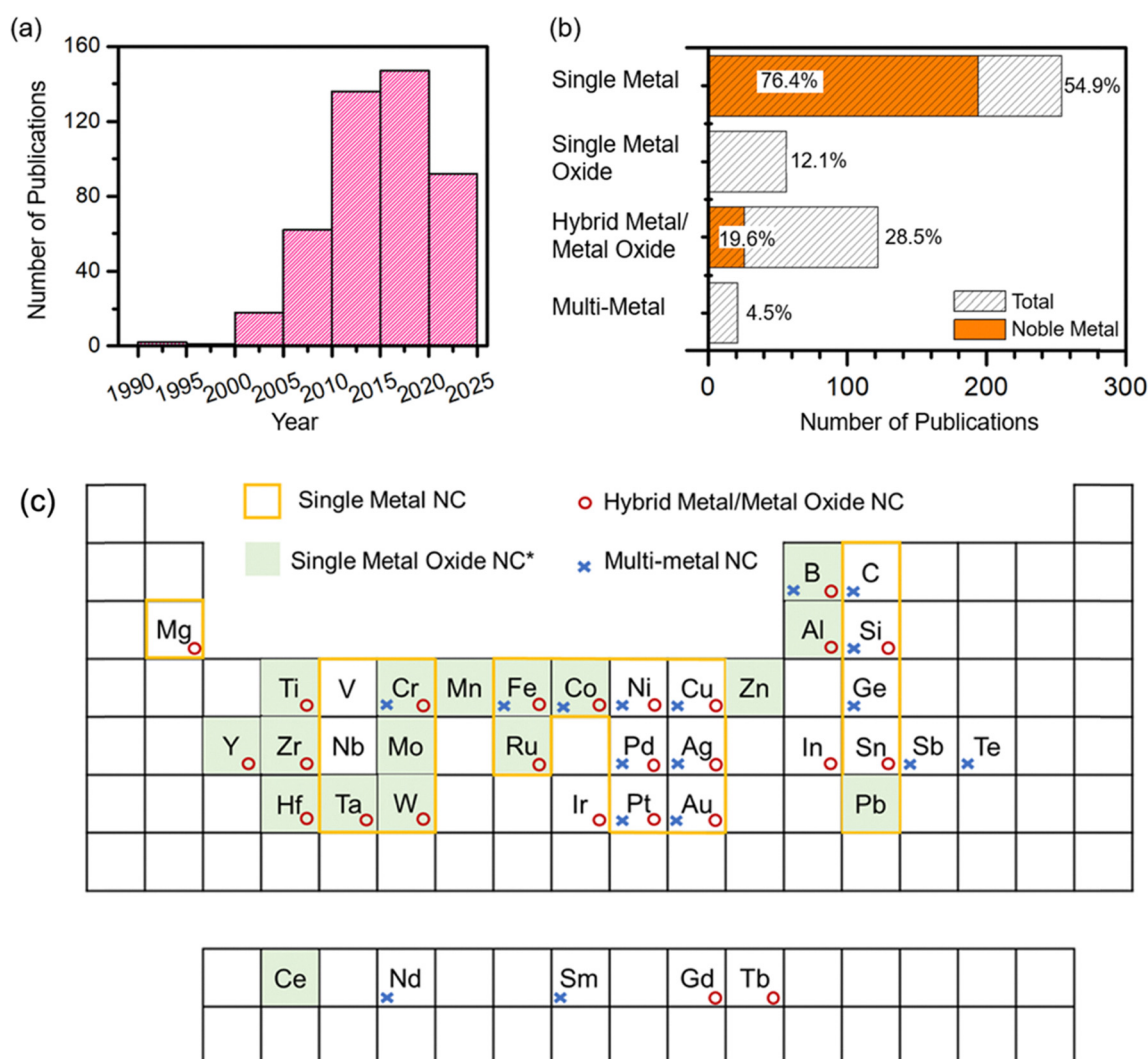 (a)
160
120
80
40
0
Number of Publications
1990
1995
2000
2005
2010
2015
2020
2025
Year
(b)
Single Metal
76.4%
54.9%
Single Metal
Oxide
12.1%
Hybrid Metal/
Metal Oxide
19.6%
28.5%
Multi-Metal
4.5%
Total
Noble Metal
0
100
200
300
Number of Publications
(c)
Single Metal NC
Hybrid Metal/Metal Oxide NC
Single Metal Oxide NC*
Multi-metal NC
B
C
Mg
Al
Si
Ti
V
Cr
Mn
Fe
Co
Ni
Cu
Zn
Ge
Y
Zr
Nb
Mo
Ru
Pd
Ag
In
Sn
Sb
Te
Hf
Ta
W
Ir
Pt
Au
Pb
Ce
Nd
Sm
Gd
Tb